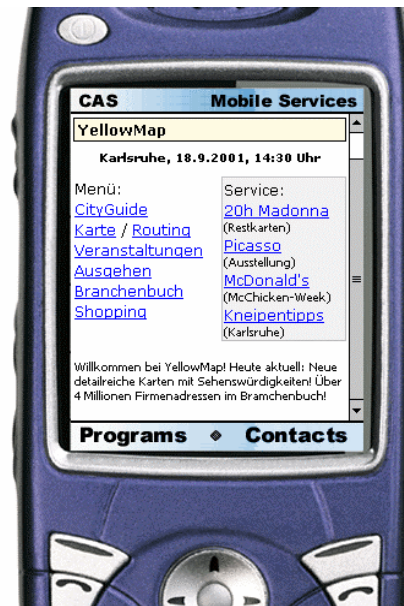 CAS Mobile Services
YellowMap
Karlsruhe, 18.9.2001, 14:30 Uhr
Menü:
CityGuide
Karte / Routing
Veranstaltungen
Ausgehen
Branchenbuch
Shopping
Service:
20h Madonna
(Restkarten)
Picasso
(Ausstellung)
McDonald's
(McChicken-Week)
Kneipentipps
(Karlsruhe)
Willkommen bei YellowMap! Heute aktuell: Neue
detailreiche Karten mit Sehenswürdigkeiten! Über
4 Millionen Firmenadressen im Bramchenbuch!
Programs Contacts